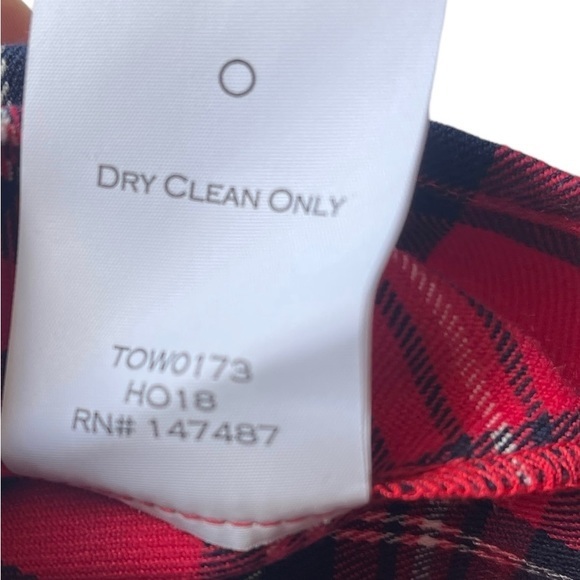 DRY CLEAN ONLY
TOW0173
HO18
RN# 147487